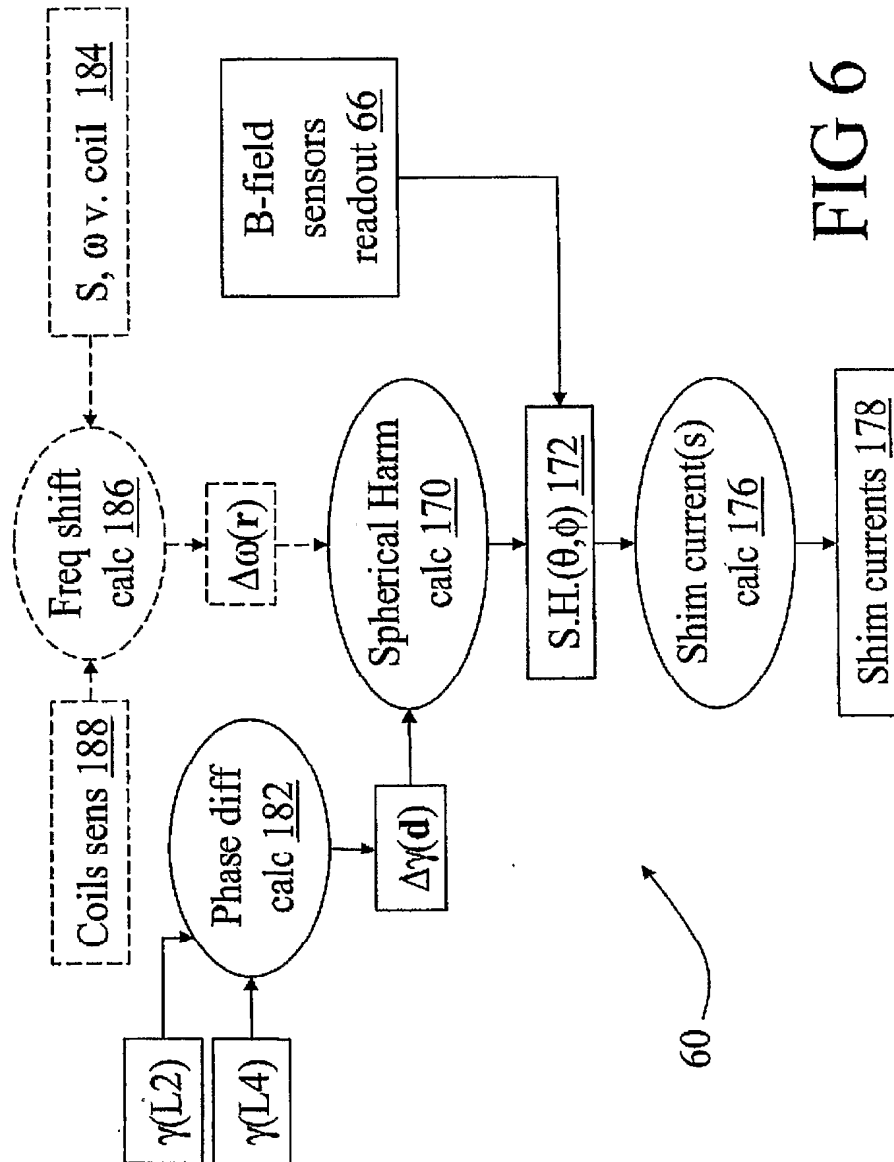 Coils sens 188
Freq shift
calc 186
S, ω v. coil 184
Δω(r)
γ(L2)
γ(L4)
Phase diff
calc 182
Δγ(d)
Spherical Harm
calc 170
B-field
sensors
readout 66
S.H.(θ,ϕ) 172
Shim current(s)
calc 176
Shim currents 178
60
FIG 6